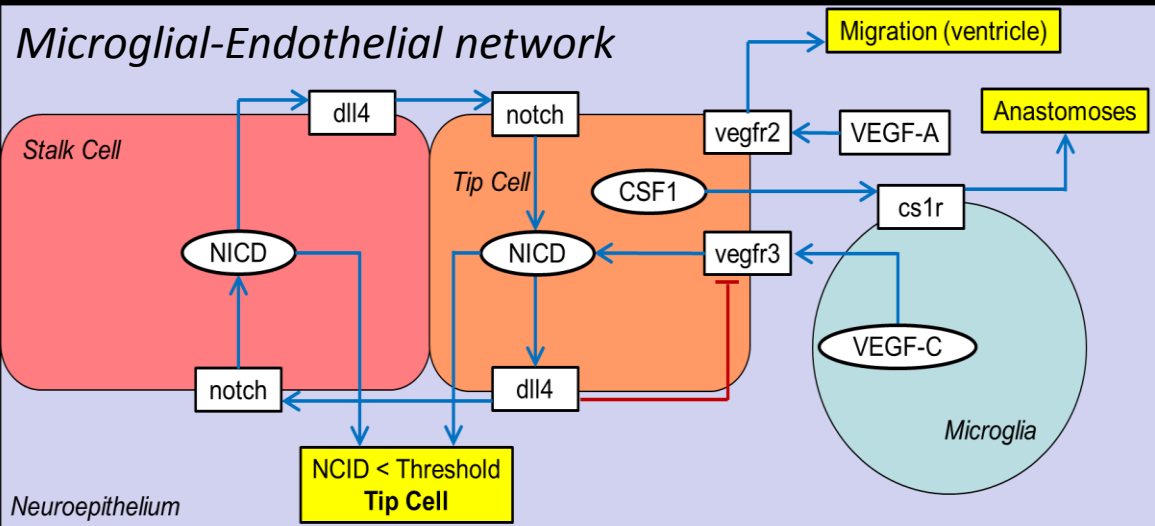 Microglial-Endothelial network
Migration (ventricle)
Anastomoses
dll4
notch
vegfr2
VEGF-A
Stalk Cell
Tip Cell
CSF1
cs1r
NICD
NICD
vegfr3
VEGF-C
notch
dll4
Microglia
NCID < Threshold
Tip Cell
Neuroepithelium